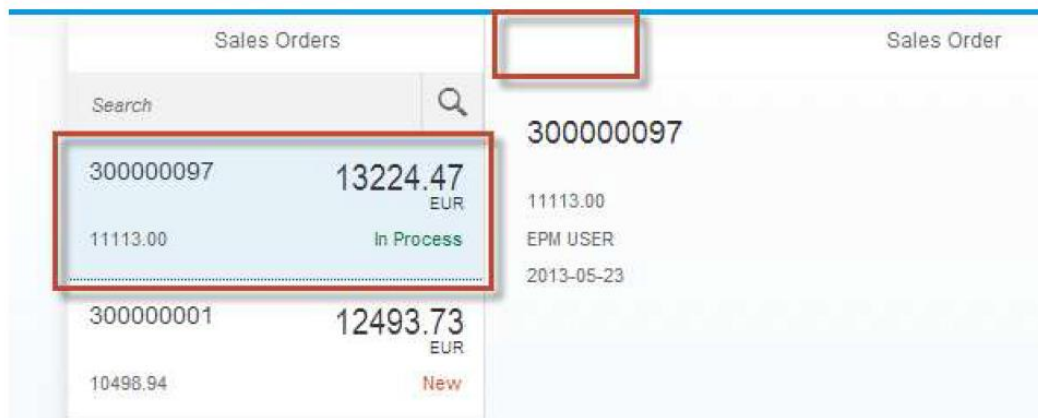 Sales Orders
Search
300000097 13224.47
EUR
11113.00 In Process
300000001 12493.73
EUR
10498.94 New
Sales Order
300000097
11113.00
EPM USER
2013-05-23